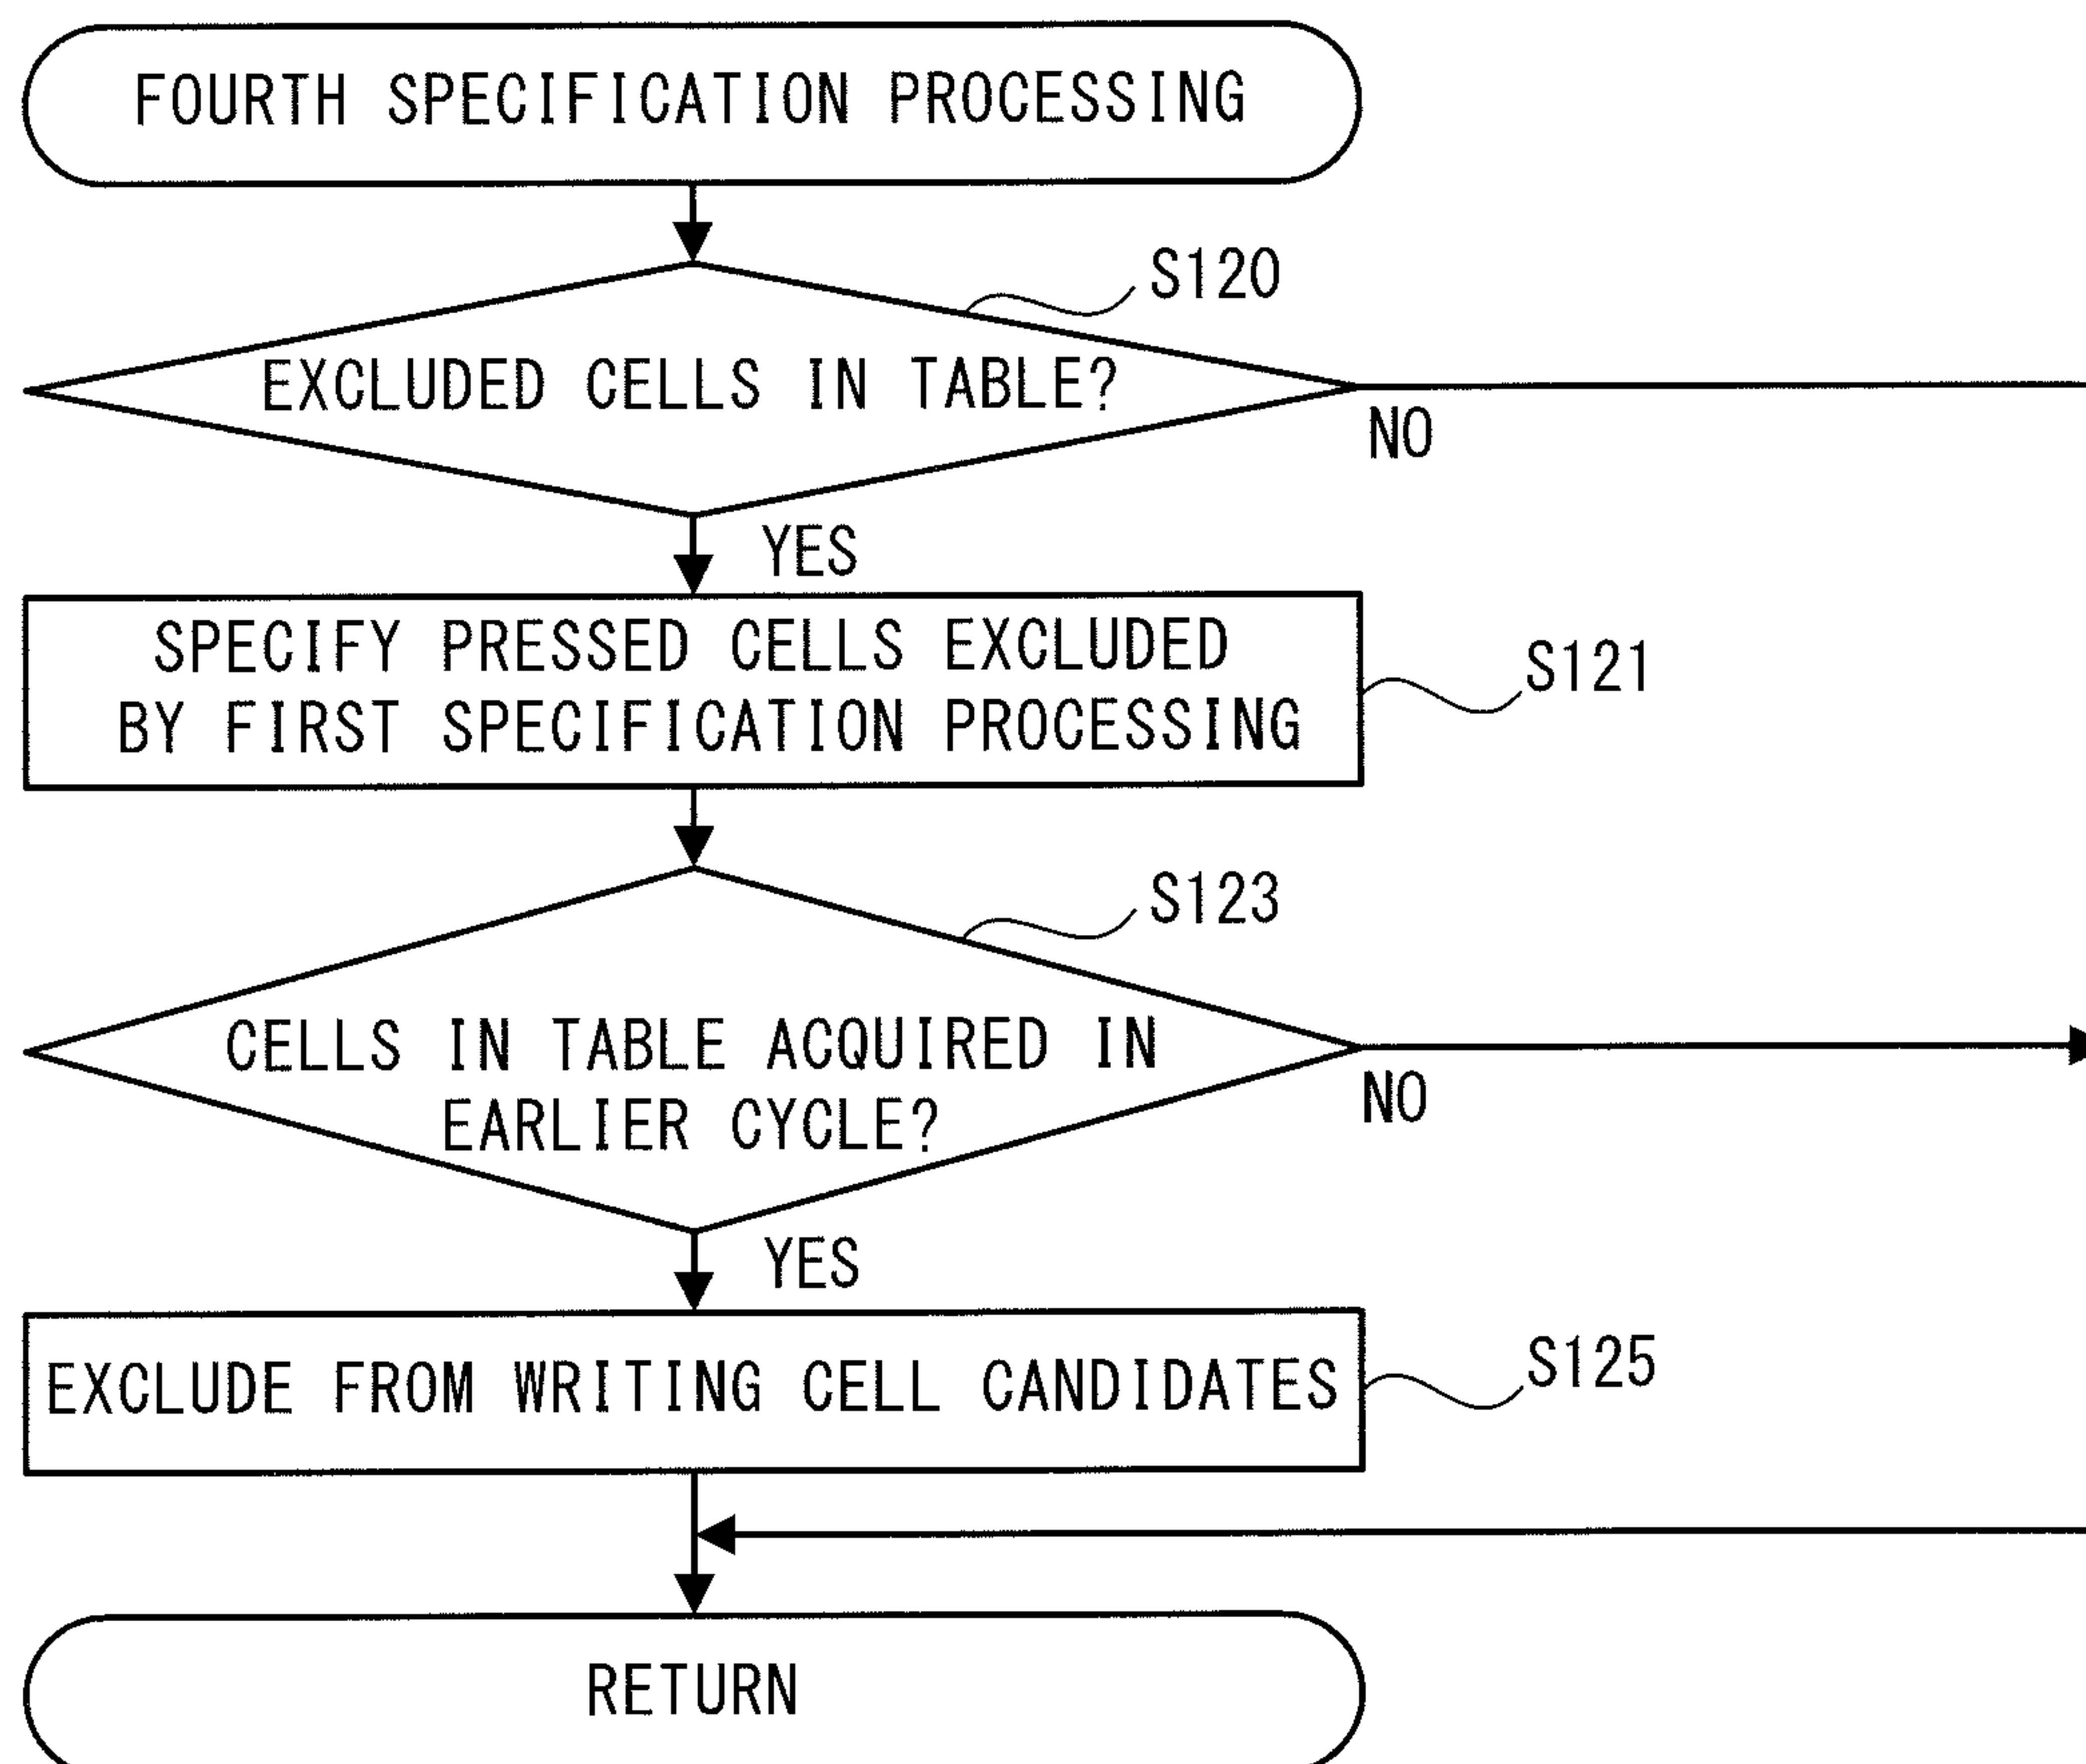 FOURTH SPECIFICATION PROCESSING
S120
EXCLUDED CELLS IN TABLE?
NO
YES
SPECIFY PRESSED CELLS EXCLUDED
BY FIRST SPECIFICATION PROCESSING
S121
S123
CELLS IN TABLE ACQUIRED IN
EARLIER CYCLE?
NO
YES
EXCLUDE FROM WRITING CELL CANDIDATES
S125
RETURN